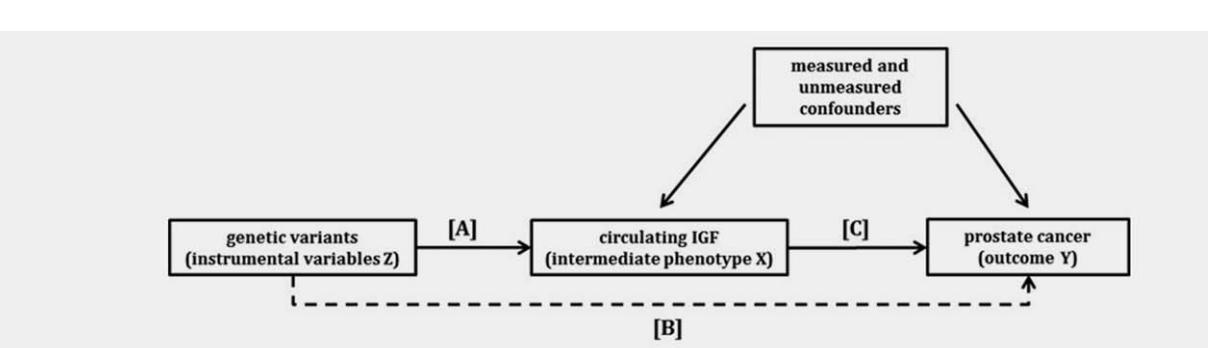 measured and
unmeasured
confounders
[A]
[C]
genetic variants
(instrumental variables Z)
circulating IGF
(intermediate phenotype X)
prostate cancer
(outcome Y)
[B]